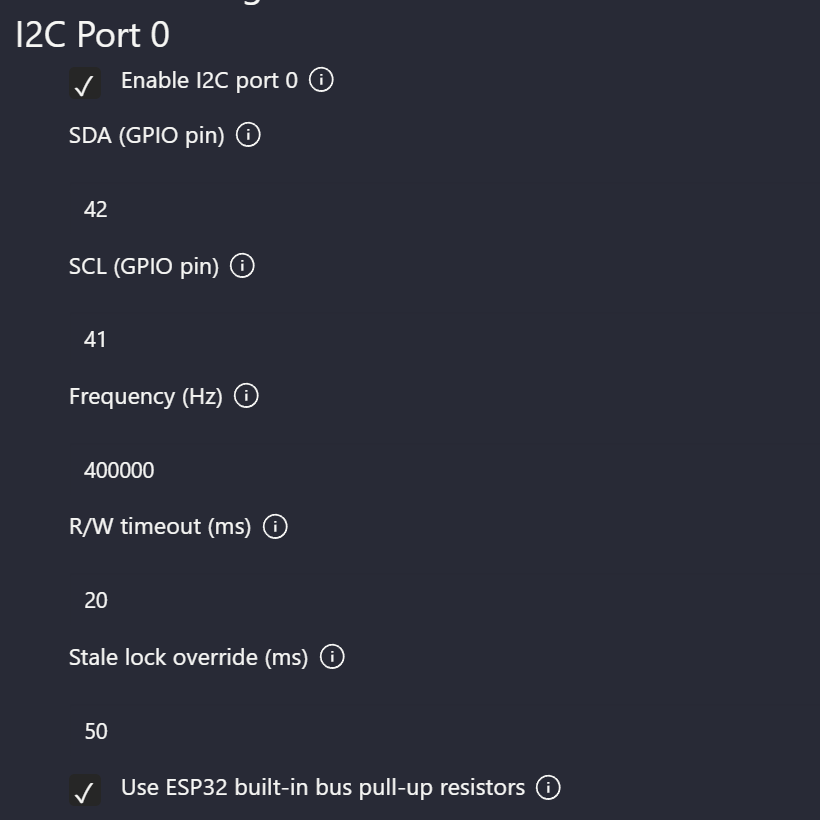 I2C Port 0
Enable I2C port 0
SDA (GPIO pin)
42
SCL (GPIO pin)
41
Frequency (Hz)
400000
R/W timeout (ms)
20
Stale lock override (ms)
50
Use ESP32 built-in bus pull-up resistors